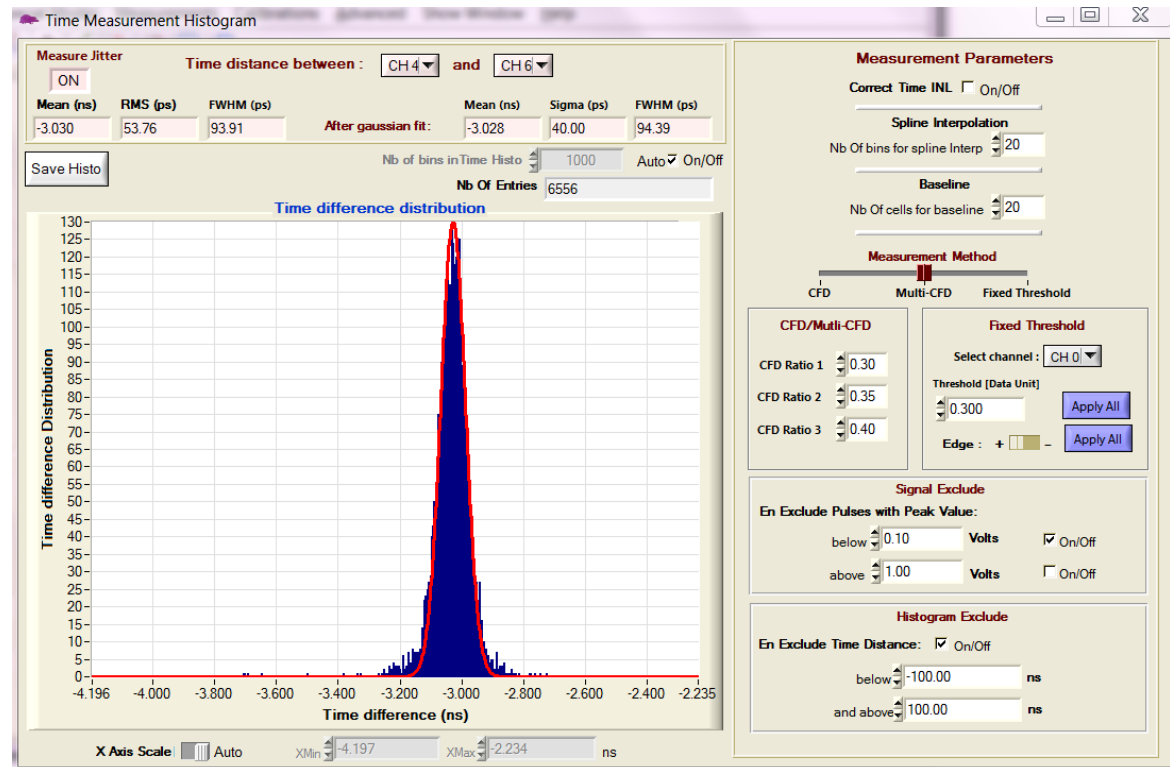 Time Measurement Histogram
Measure Jitter
ON
Time distance between : CH 4 and CH 6
Mean (ns) RMS (ps) FWHM (ps) Mean (ns) Sigma (ps) FWHM (ps)
-3.030 53.76 93.91 After gaussian fit: -3.028 40.00 94.39
Save Histo
Nb of bins in Time Histo 1000 Auto On/Off
Nb Of Entries 6556
Time difference distribution
130
125
120
115
110
105
100
95
90
85
80
75
70
65
60
55
50
45
40
35
30
25
20
15
10
5
0
Time difference Distribution
-4.196 -4.000 -3.800 -3.600 -3.400 -3.200 -3.000 -2.800 -2.600 -2.400 -2.235
Time difference (ns)
X Axis Scale Auto XMin -4.197 XMax -2.234 ns
Measurement Parameters
Correct Time INL On/Off
Spline Interpolation
Nb Of bins for spline Interp 20
Baseline
Nb Of cells for baseline 20
Measurement Method
CFD Multi-CFD Fixed Threshold
CFD/Mutli-CFD
CFD Ratio 1 0.30
CFD Ratio 2 0.35
CFD Ratio 3 0.40
Fixed Threshold
Select channel : CH 0
Threshold [Data Unit]
0.300 Apply All
Edge : + - Apply All
Signal Exclude
En Exclude Pulses with Peak Value:
below 0.10 Volts On/Off
above 1.00 Volts On/Off
Histogram Exclude
En Exclude Time Distance: On/Off
below -100.00 ns
and above 100.00 ns